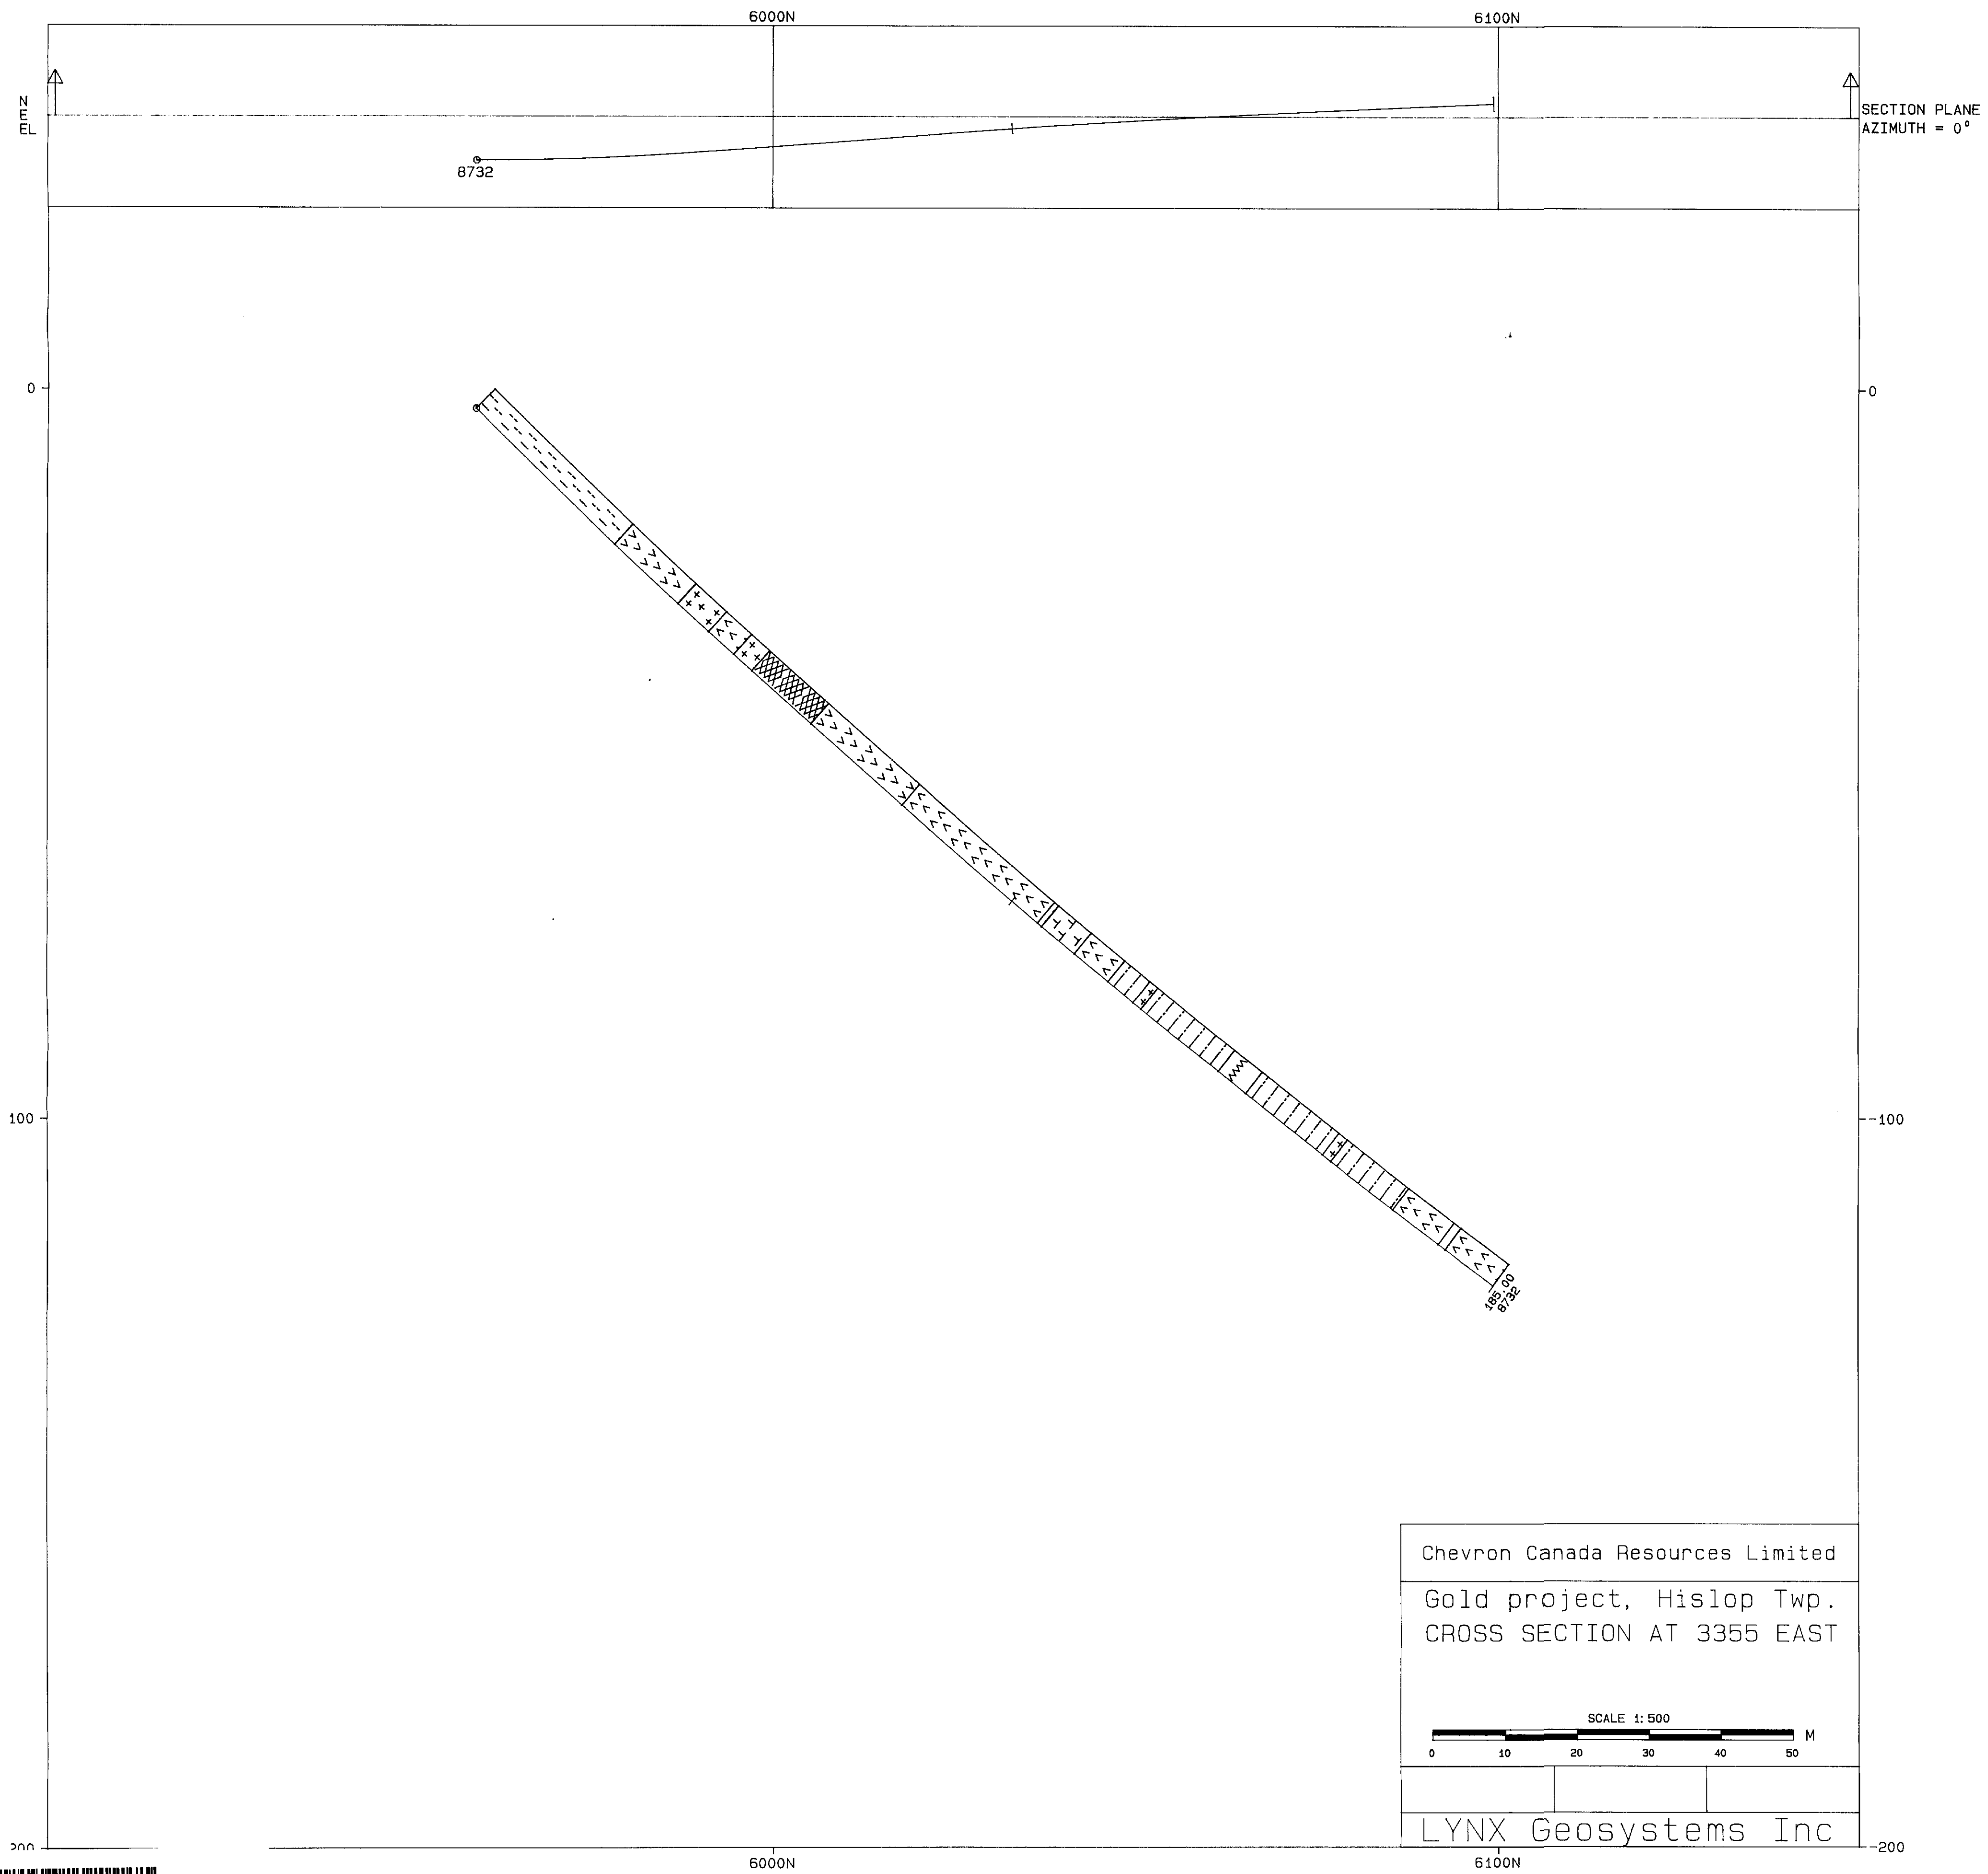 6000N
6100N
N
E
EL
SECTION PLANE
AZIMUTH = 0°
8732
0
0
100
-100
185.00
8732
Chevron Canada Resources Limited
Gold project, Hislop Twp.
CROSS SECTION AT 3355 EAST
SCALE 1:500
M
0 10 20 30 40 50
LYNX Geosystems Inc
-200
6000N
6100N